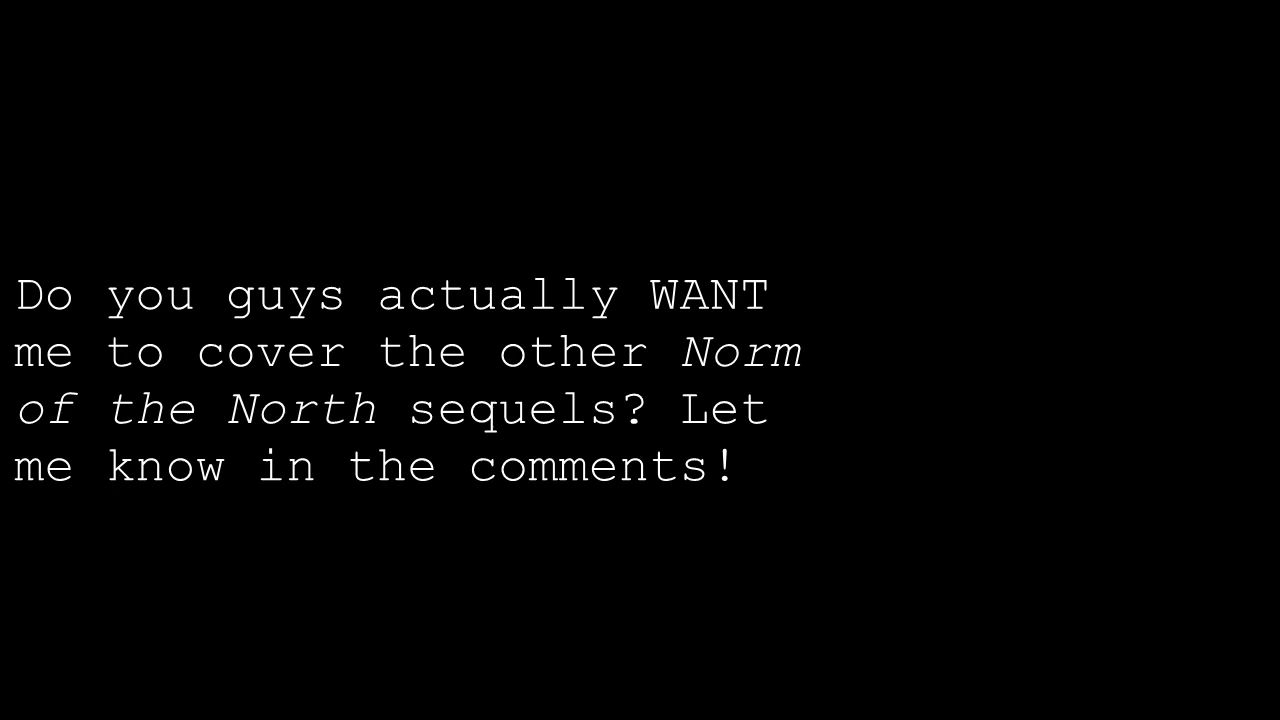 Do you guys actually WANT
me to cover the other Norm
of the North sequels? Let
me know in the comments!